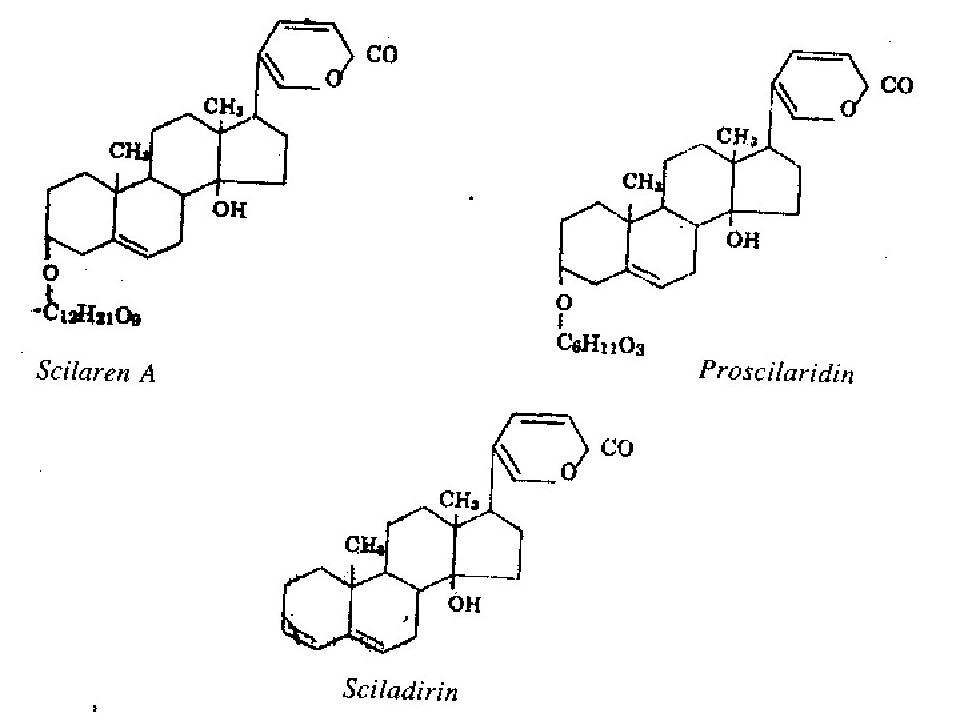 CO
O
CH₃
CH₃
OH
O
C₁₂H₂₁O₉
Scilaren A
CO
O
CH₃
CH₃
OH
O
C₆H₁₁O₃
Proscilaridin
CO
O
CH₃
CH₃
OH
Sciladirin